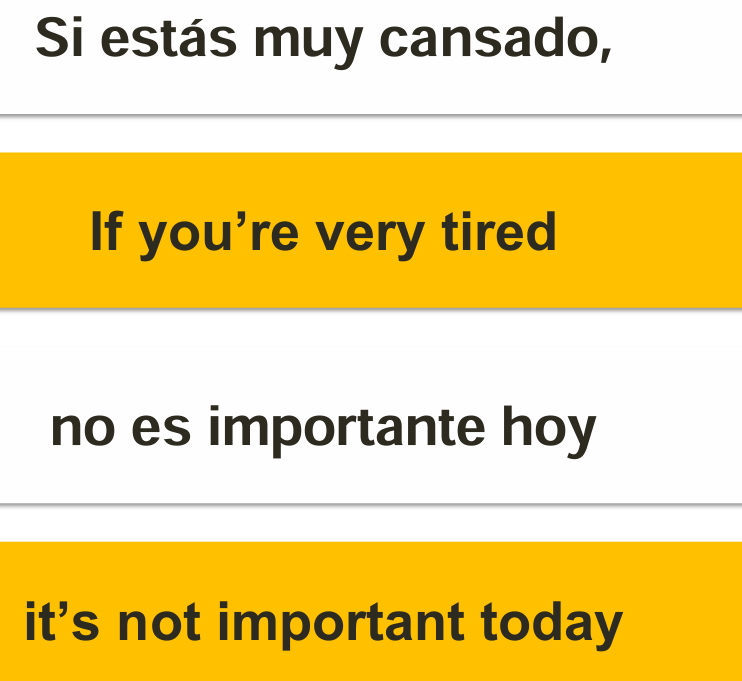 Si estás muy cansado,
If you’re very tired
no es importante hoy
it’s not important today